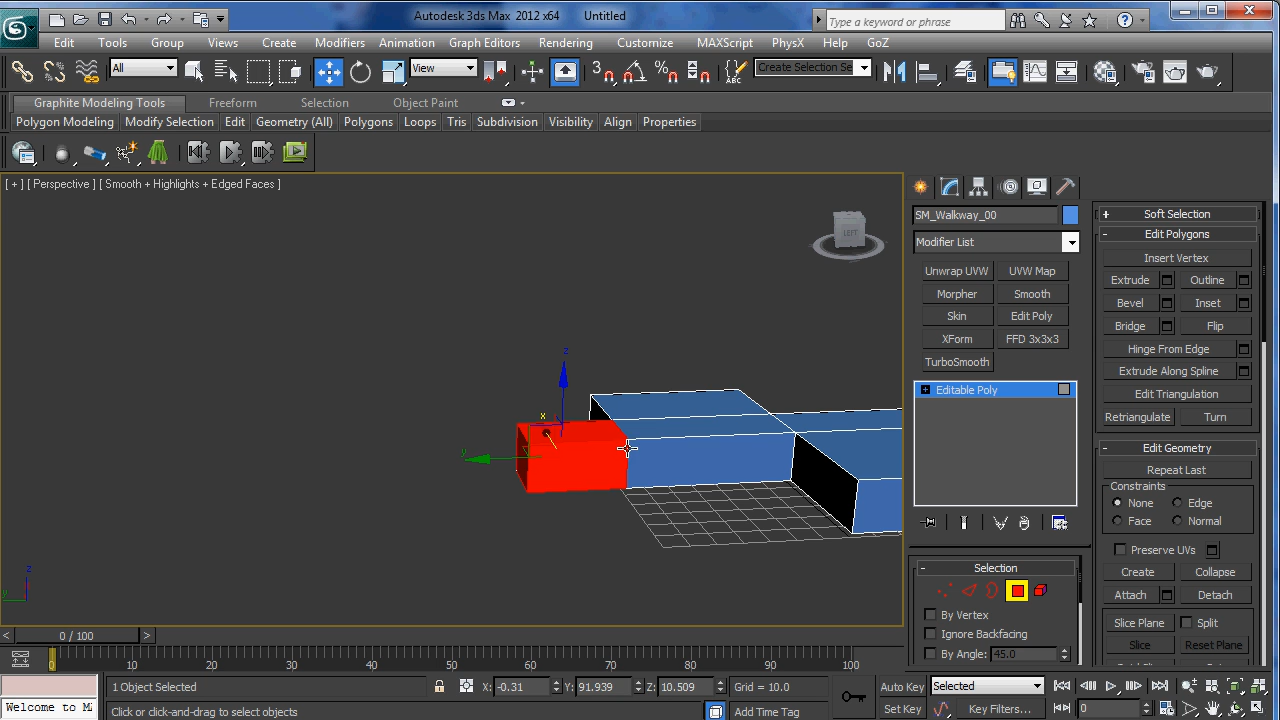 Autodesk 3ds Max 2012 x64 Untitled
Type a keyword or phrase
Edit Tools Group Views Create Modifiers Animation Graph Editors Rendering Customize MAXScript PhysX Help GoZ
All View Create Selection Se
Graphite Modeling Tools Freeform Selection Object Paint
Polygon Modeling Modify Selection Edit Geometry (All) Polygons Loops Tris Subdivision Visibility Align Properties
[ + ] [ Perspective ] [ Smooth + Highlights + Edged Faces ]
LEFT
z
x
y
z
y
SM_Walkway_00
Modifier List
Unwrap UVW UVW Map
Morpher Smooth
Skin Edit Poly
XForm FFD 3x3x3
TurboSmooth
Editable Poly
- Selection
By Vertex
Ignore Backfacing
By Angle: 45.0
+ Soft Selection
- Edit Polygons
Insert Vertex
Extrude Outline
Bevel Inset
Bridge Flip
Hinge From Edge
Extrude Along Spline
Edit Triangulation
Retriangulate Turn
- Edit Geometry
Repeat Last
Constraints
None Edge
Face Normal
Preserve UVs
Create Collapse
Attach Detach
Slice Plane Split
Slice Reset Plane
< 0 / 100 >
0 10 20 30 40 50 60 70 80 90 100
1 Object Selected X: -0.31 Y: 91.939 Z: 10.509 Grid = 10.0 Auto Key Selected
Welcome to M Click or click-and-drag to select objects Add Time Tag Set Key Key Filters... 0